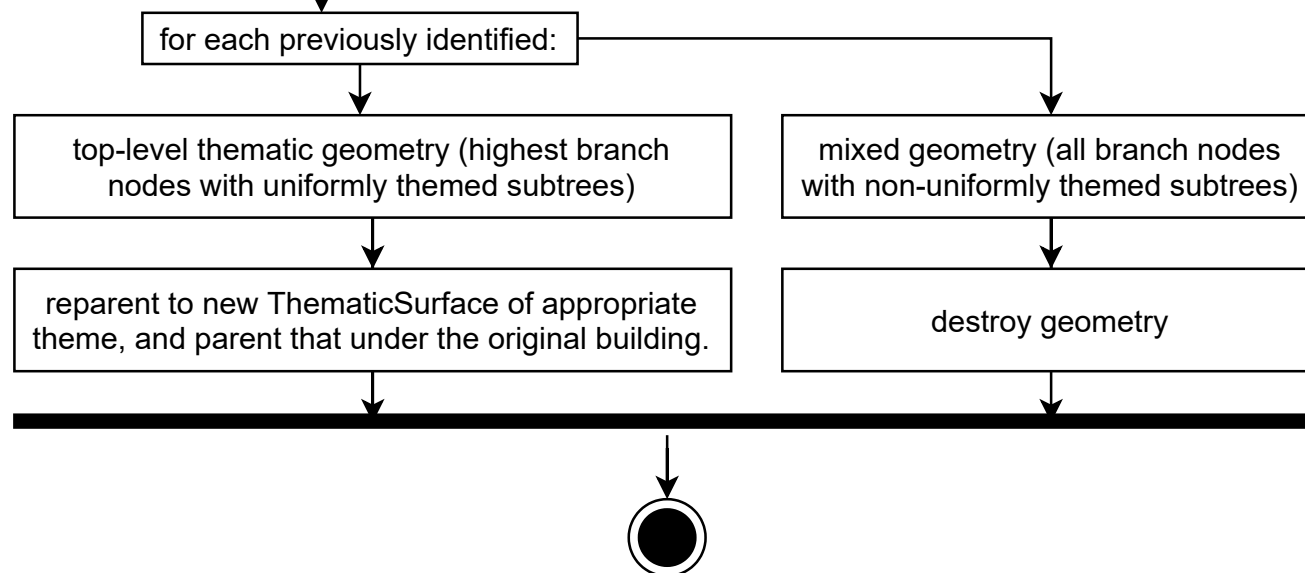 for each previously identified:
top-level thematic geometry (highest branch
nodes with uniformly themed subtrees)
mixed geometry (all branch nodes
with non-uniformly themed subtrees)
reparent to new ThematicSurface of appropriate
theme, and parent that under the original building.
destroy geometry